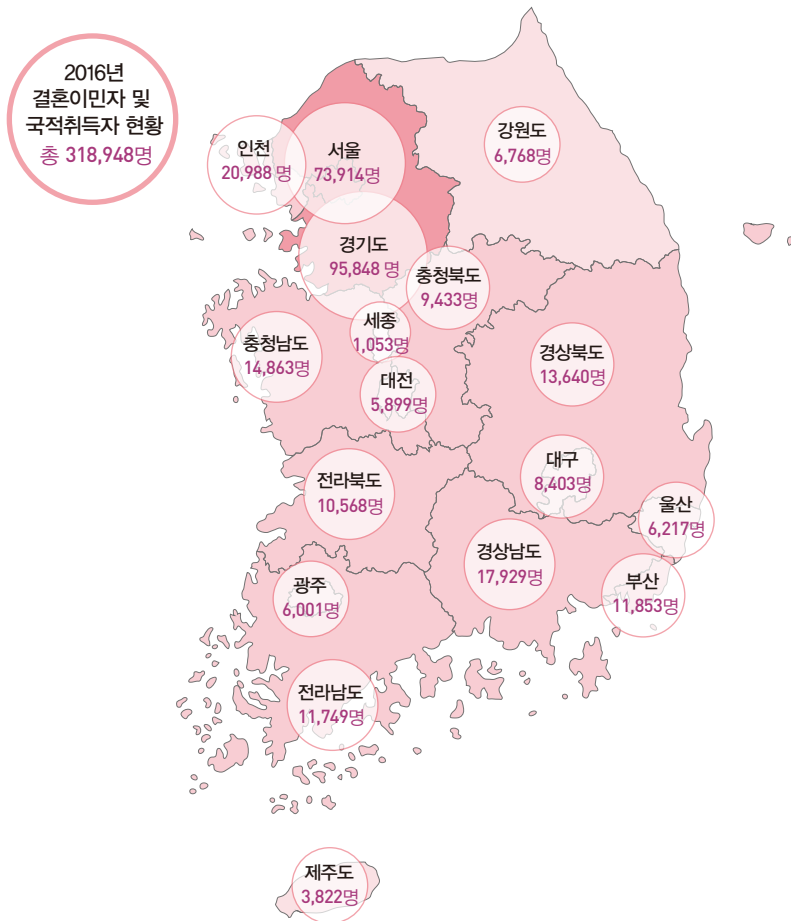 2016년
결혼이민자 및
국적취득자 현황
총 318,948명
인천
20,988 명
서울
73,914명
강원도
6,768명
경기도
95,848 명
충청북도
9,433명
세종
1,053명
충청남도
14,863명
대전
5,899명
경상북도
13,640명
대구
8,403명
전라북도
10,568명
울산
6,217명
경상남도
17,929명
부산
11,853명
광주
6,001명
전라남도
11,749명
제주도
3,822명